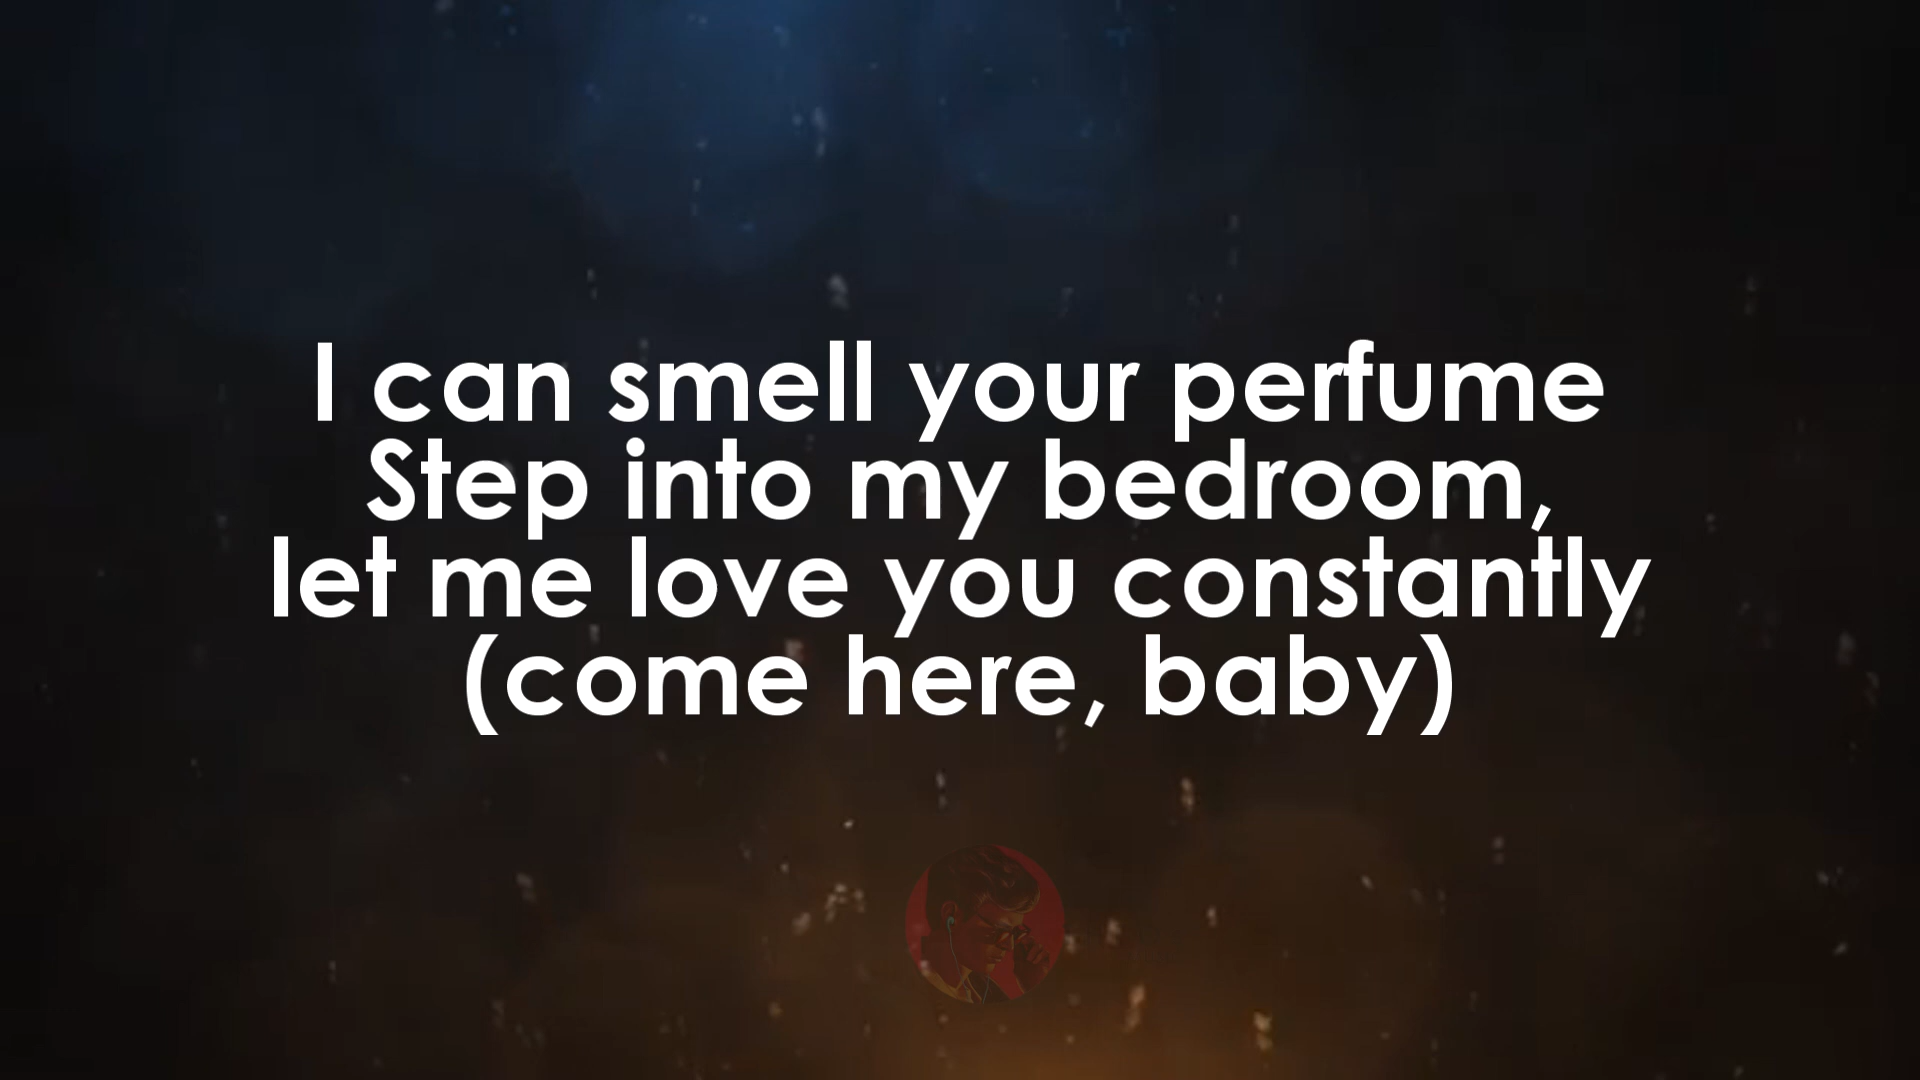 I can smell your perfume
Step into my bedroom,
let me love you constantly
(come here, baby)